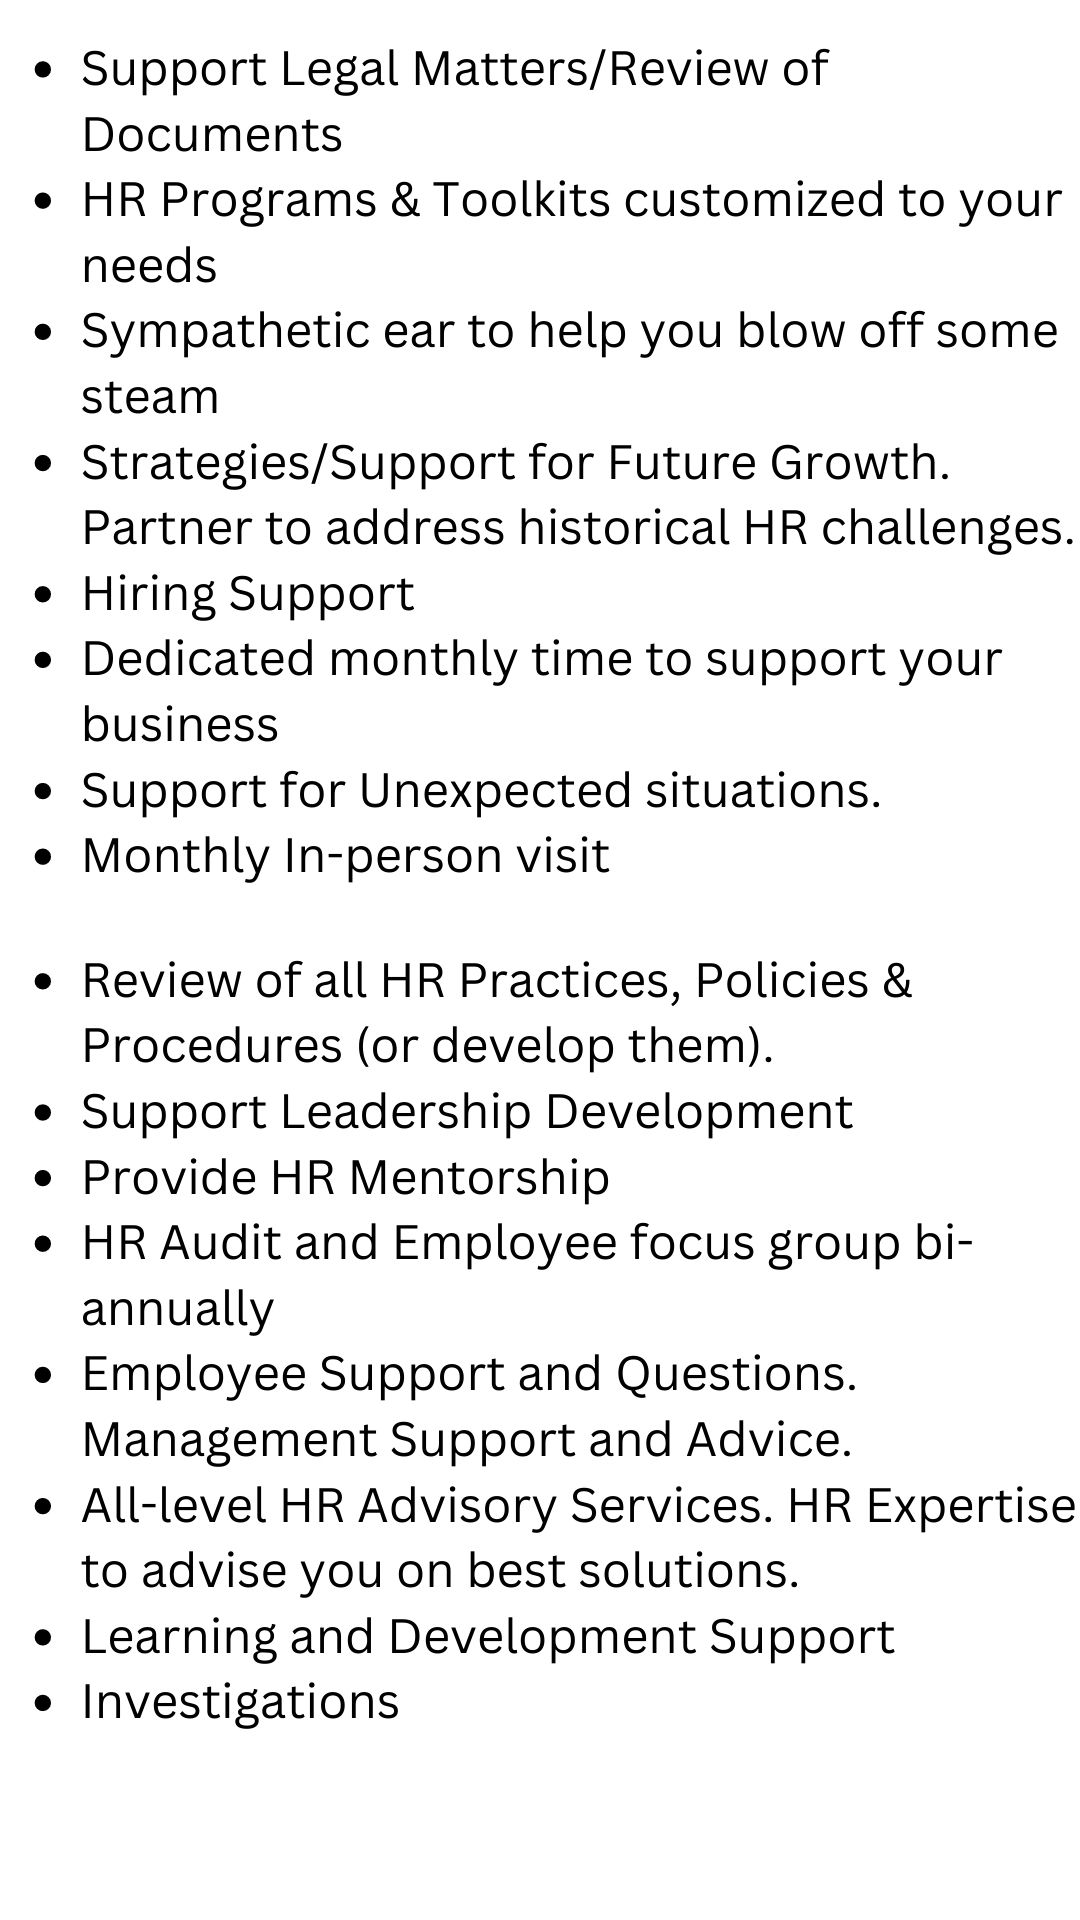 • Support Legal Matters/Review of
Documents
• HR Programs & Toolkits customized to your
needs
• Sympathetic ear to help you blow off some
steam
• Strategies/Support for Future Growth.
Partner to address historical HR challenges.
• Hiring Support
• Dedicated monthly time to support your
business
• Support for Unexpected situations.
• Monthly In-person visit
• Review of all HR Practices, Policies &
Procedures (or develop them).
• Support Leadership Development
• Provide HR Mentorship
• HR Audit and Employee focus group bi-
annually
• Employee Support and Questions.
Management Support and Advice.
• All-level HR Advisory Services. HR Expertise
to advise you on best solutions.
• Learning and Development Support
• Investigations